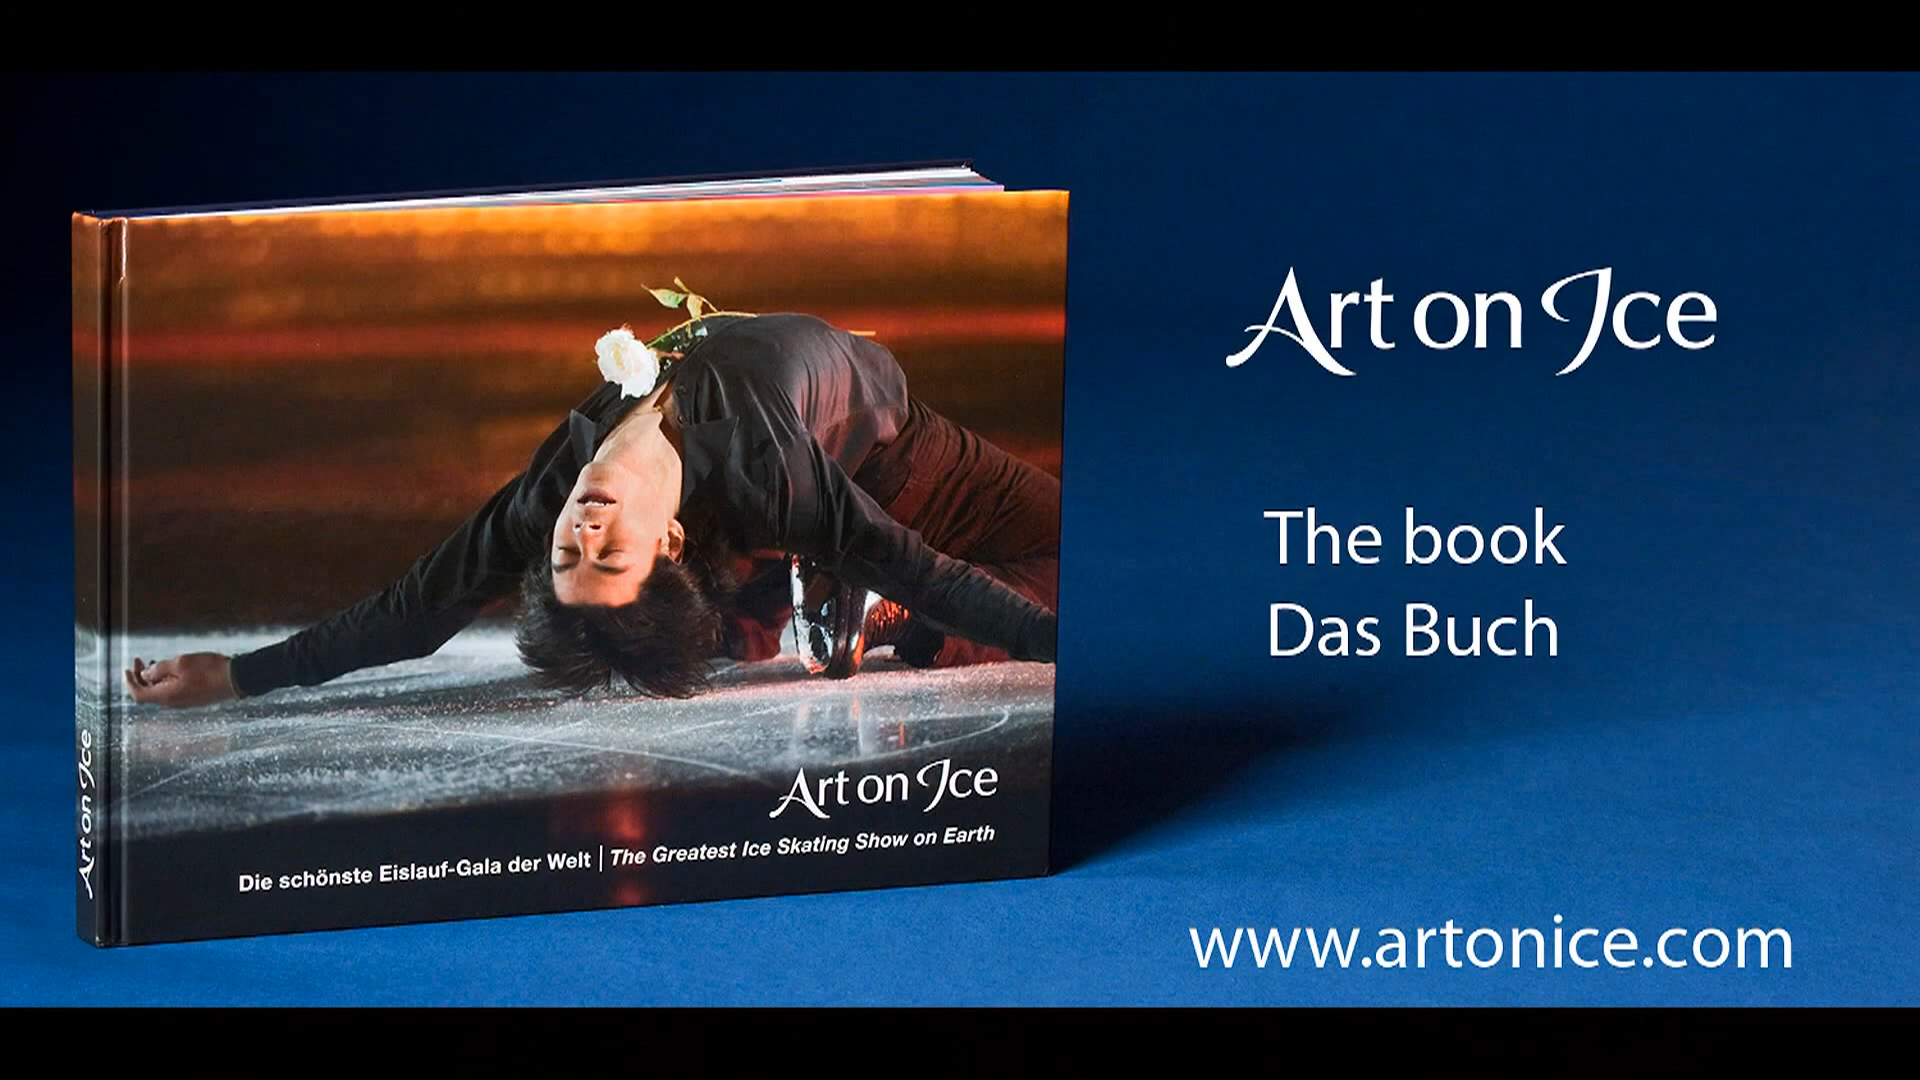 Art on Ice
The book
Das Buch
www.artonice.com
Art on Ice
Art on Ice
Die schönste Eislauf-Gala der Welt | The Greatest Ice Skating Show on Earth